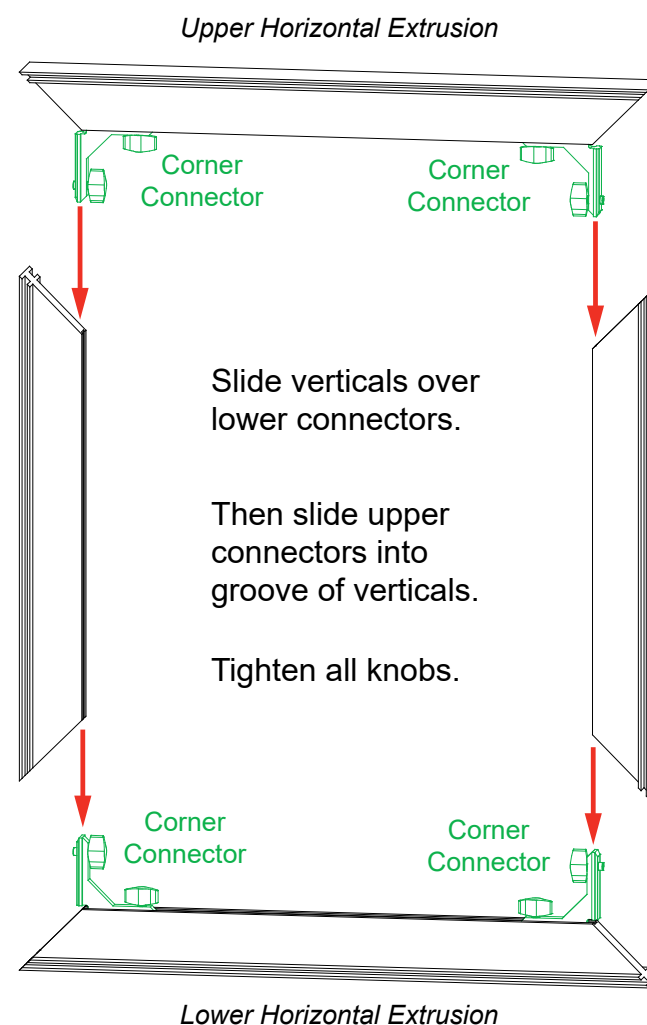 Upper Horizontal Extrusion
Corner
Connector
Corner
Connector
Slide verticals over
lower connectors.
Then slide upper
connectors into
groove of verticals.
Tighten all knobs.
Corner
Connector
Corner
Connector
Lower Horizontal Extrusion